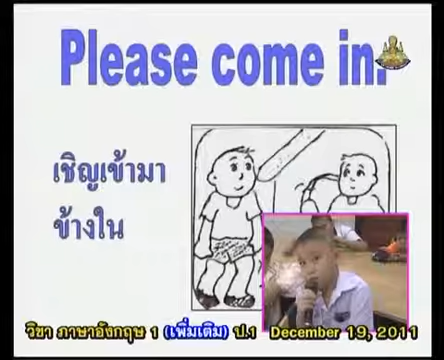 Please come in.
เชิญเข้ามา
ข้างใน
วิชา ภาษาอังกฤษ 1 (เพิ่มเติม) ป.1 December 19, 2011